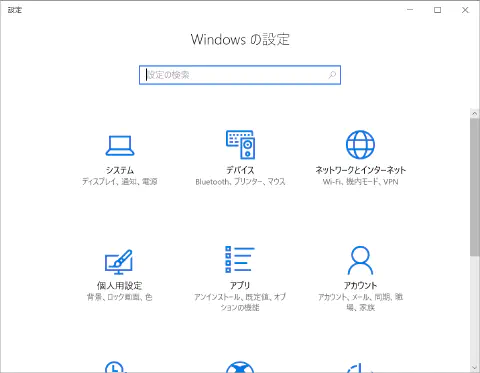 設定
Windows の設定
設定の検索
システム
ディスプレイ、通知、電源
デバイス
Bluetooth、プリンター、マウス
ネットワークとインターネット
Wi-Fi、機内モード、VPN
個人用設定
背景、ロック画面、色
アプリ
アンインストール、既定値、オプ
ションの機能
アカウント
アカウント、メール、同期、職
場、家族